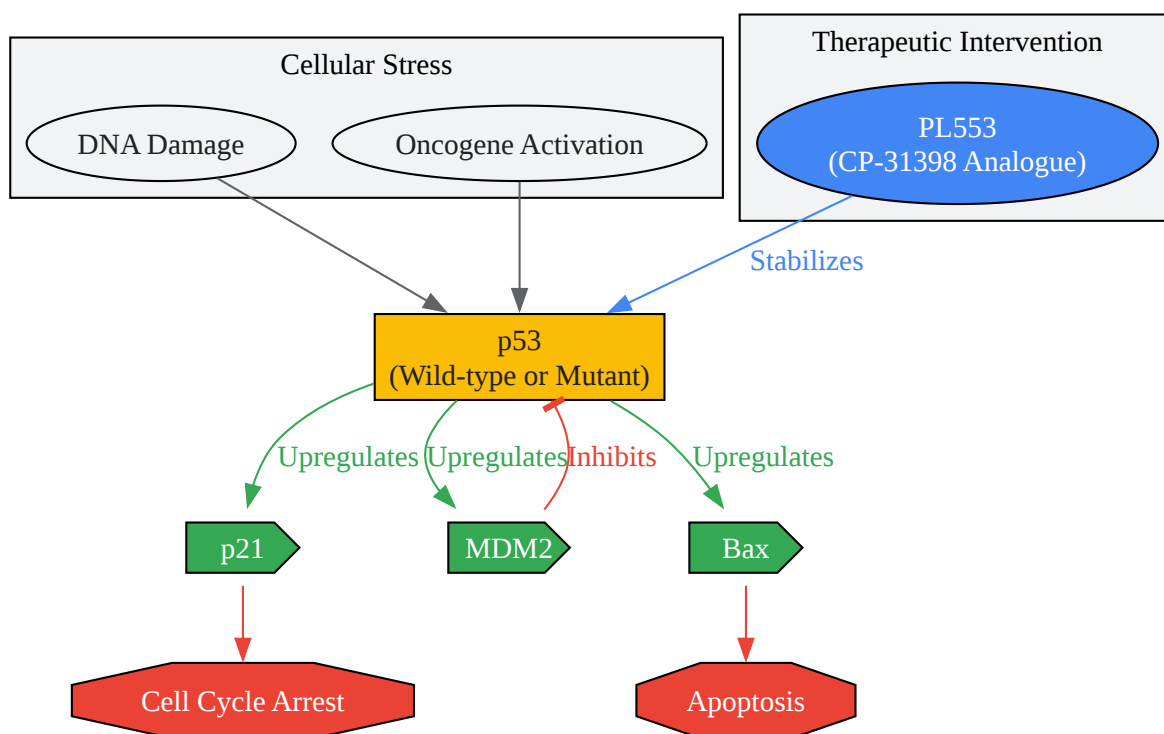 Cellular Stress
Therapeutic Intervention
DNA Damage
Oncogene Activation
PL553
(CP-31398 Analogue)
Stabilizes
p53
(Wild-type or Mutant)
Upregulates
Upregulates
Inhibits
Upregulates
p21
MDM2
Bax
Cell Cycle Arrest
Apoptosis